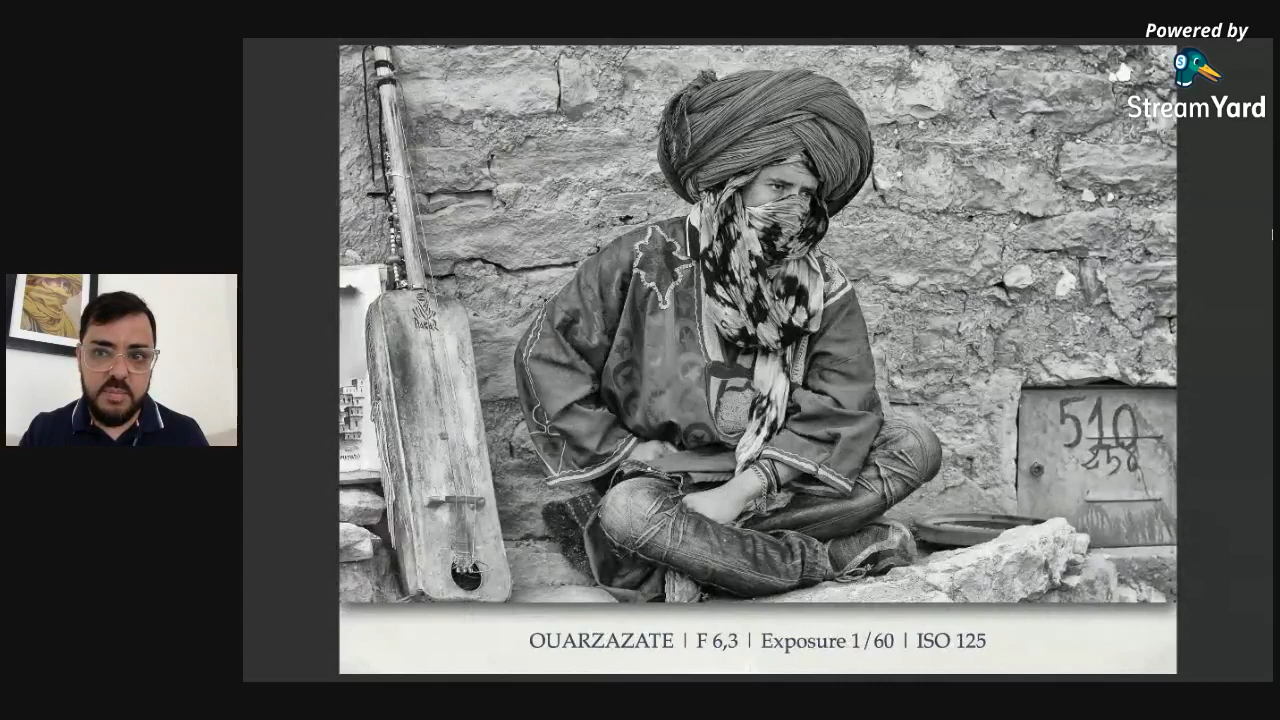 Powered by
StreamYard
510
258
OUARZAZATE | F 6,3 | Exposure 1/60 | ISO 125